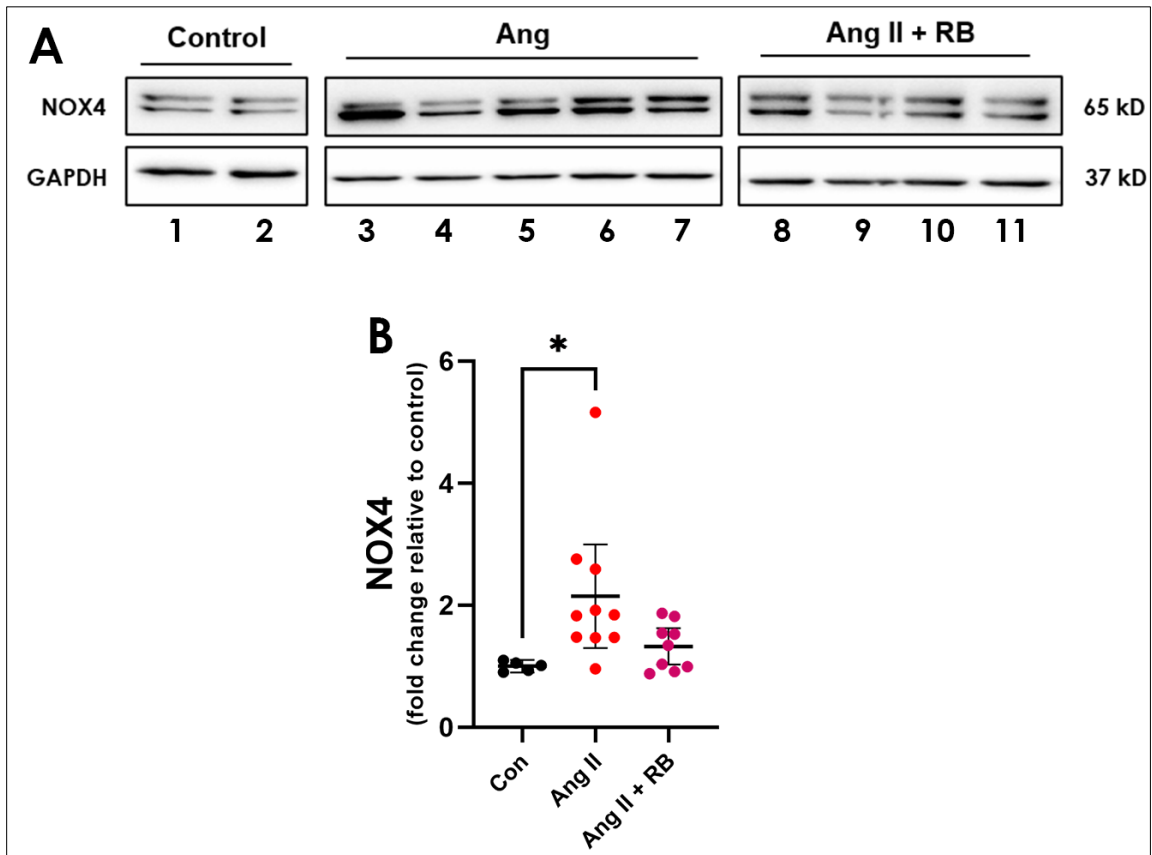 A
Control
Ang
Ang II + RB
NOX4
65 kD
GAPDH
37 kD
1 2 3 4 5 6 7 8 9 10 11
B
*
NOX4
(fold change relative to control)
6
4
2
0
Con
Ang II
Ang II + RB